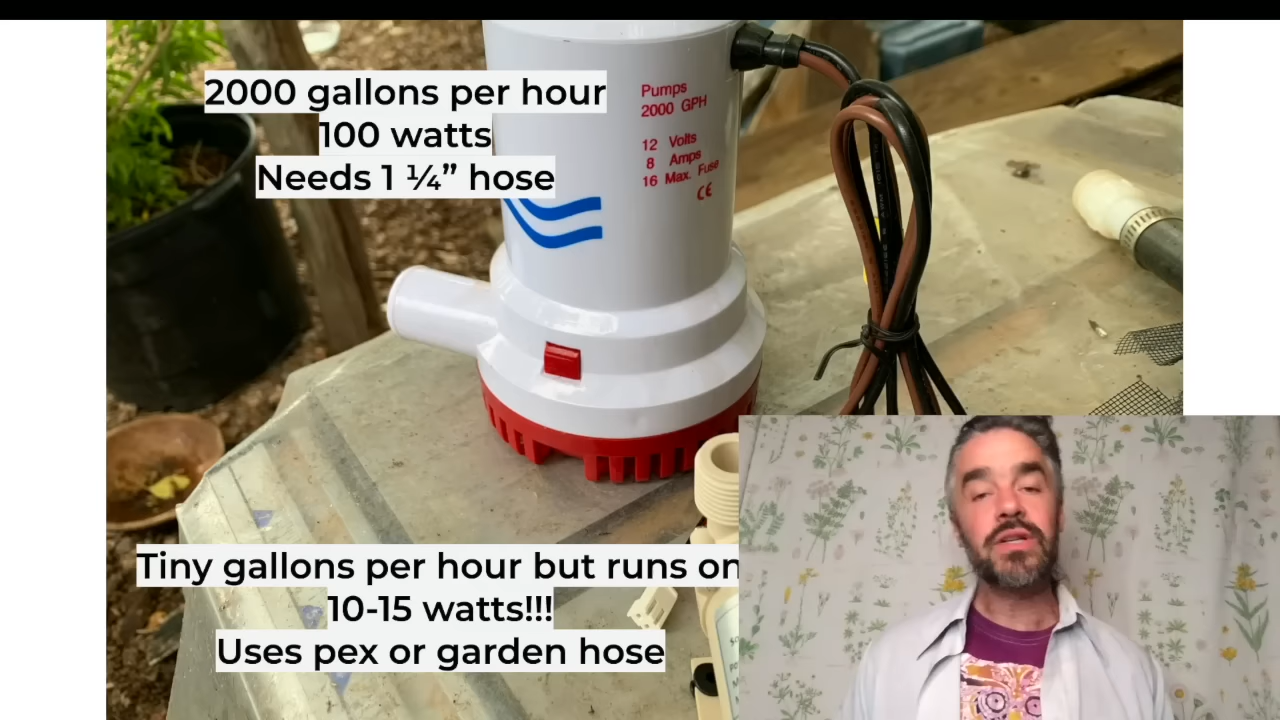 2000 gallons per hour
100 watts
Needs 1 ¼” hose
Pumps
2000 GPH
12 Volts
8 Amps
16 Max. Fuse
CE
Tiny gallons per hour but runs on
10-15 watts!!!
Uses pex or garden hose